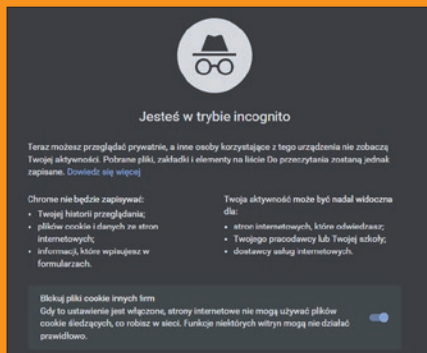 Jesteś w trybie incognito
Teraz możesz przeglądać prywatnie, a inne osoby korzystające z tego urządzenia nie zobaczą
Twojej aktywności. Pobrane pliki, zakładki i elementy na liście Do przeczytania zostaną jednak
zapisane. Dowiedz się więcej
Chrome nie będzie zapisywać:
• Twojej historii przeglądania;
• plików cookie i danych ze stron
internetowych;
• informacji, które wpisujesz w
formularzach.
Twoja aktywność może być nadal widoczna
dla:
• stron internetowych, które odwiedzasz;
• Twojego pracodawcy lub Twojej szkoły;
• dostawcy usług internetowych.
Blokuj pliki cookie innych firm
Gdy to ustawienie jest włączone, strony internetowe nie mogą używać plików
cookie śledzących, co robisz w sieci. Funkcje niektórych witryn mogą nie działać
prawidłowo.